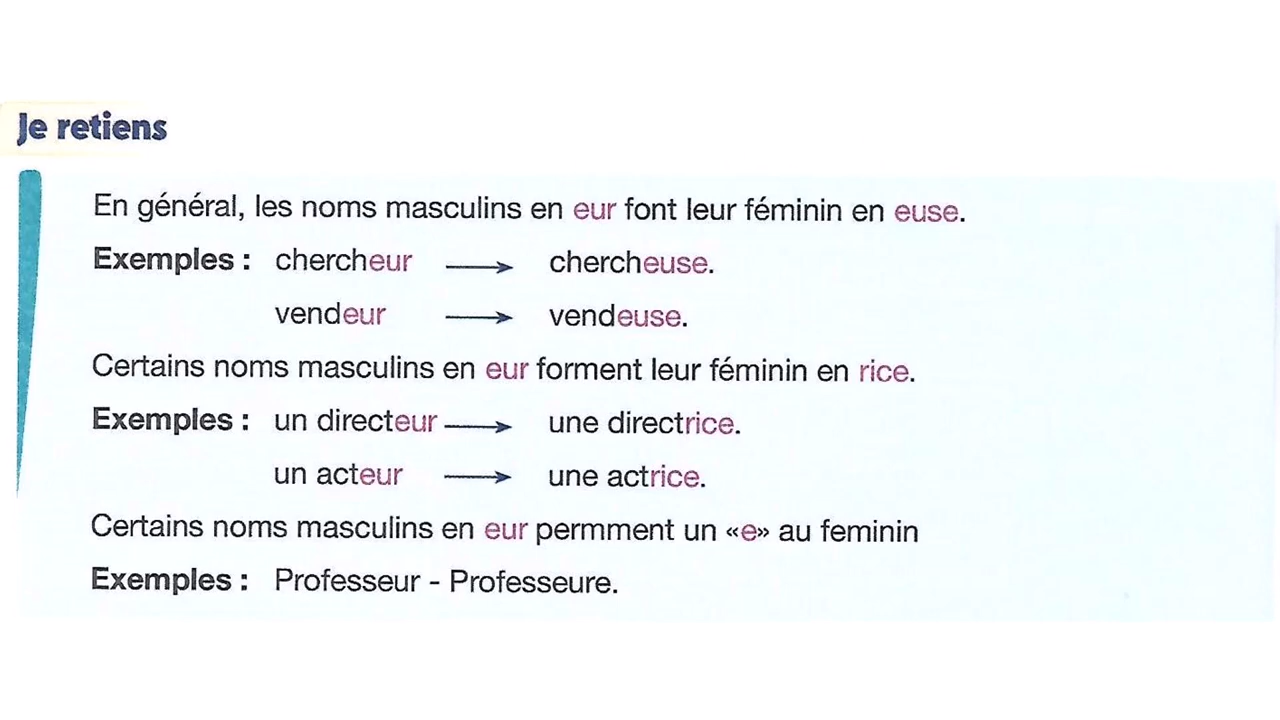 Je retiens
En général, les noms masculins en eur font leur féminin en euse.
Exemples : chercheur → chercheuse.
vendeur → vendeuse.
Certains noms masculins en eur forment leur féminin en rice.
Exemples : un directeur → une directrice.
un acteur → une actrice.
Certains noms masculins en eur permment un «e» au feminin
Exemples : Professeur - Professeure.